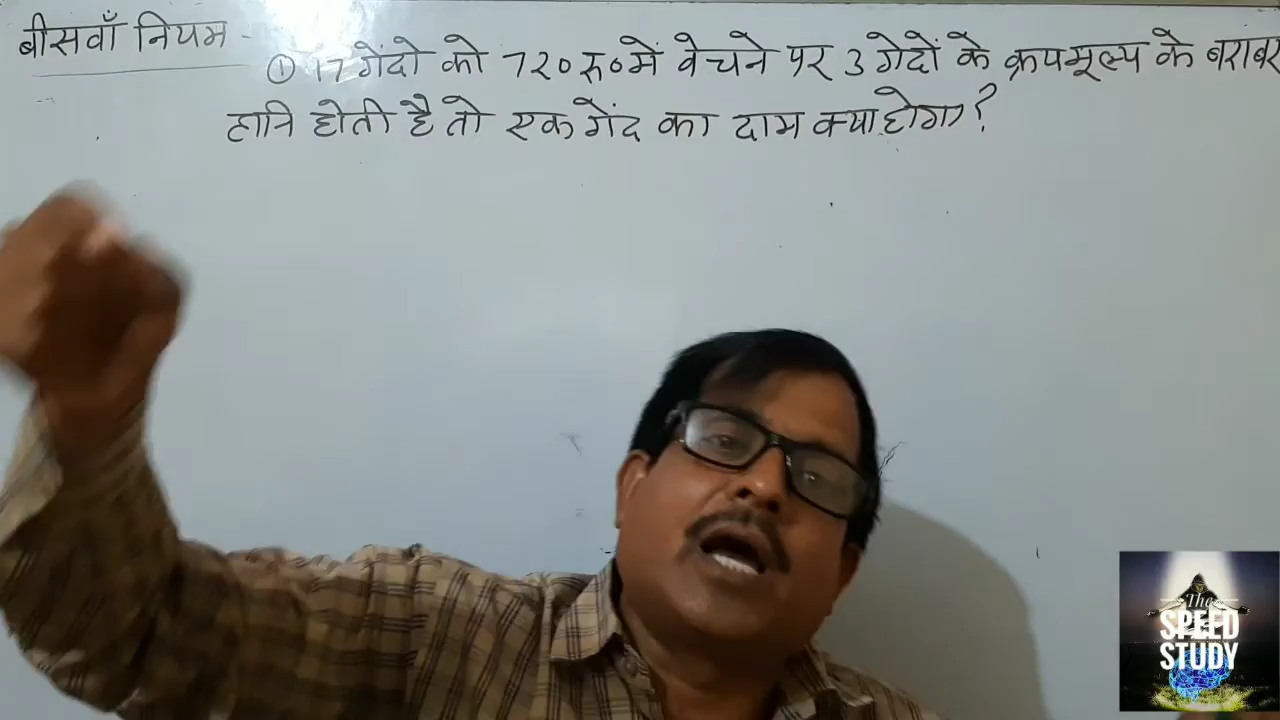 बीसवाँ नियम -
① 17 गेंदो को 720 रु० में बेचने पर 3 गेदों के क्रयमूल्य के बराबर
हानि होती है तो एक गेंद का दाम क्या होगा?
The
SPEED
STUDY